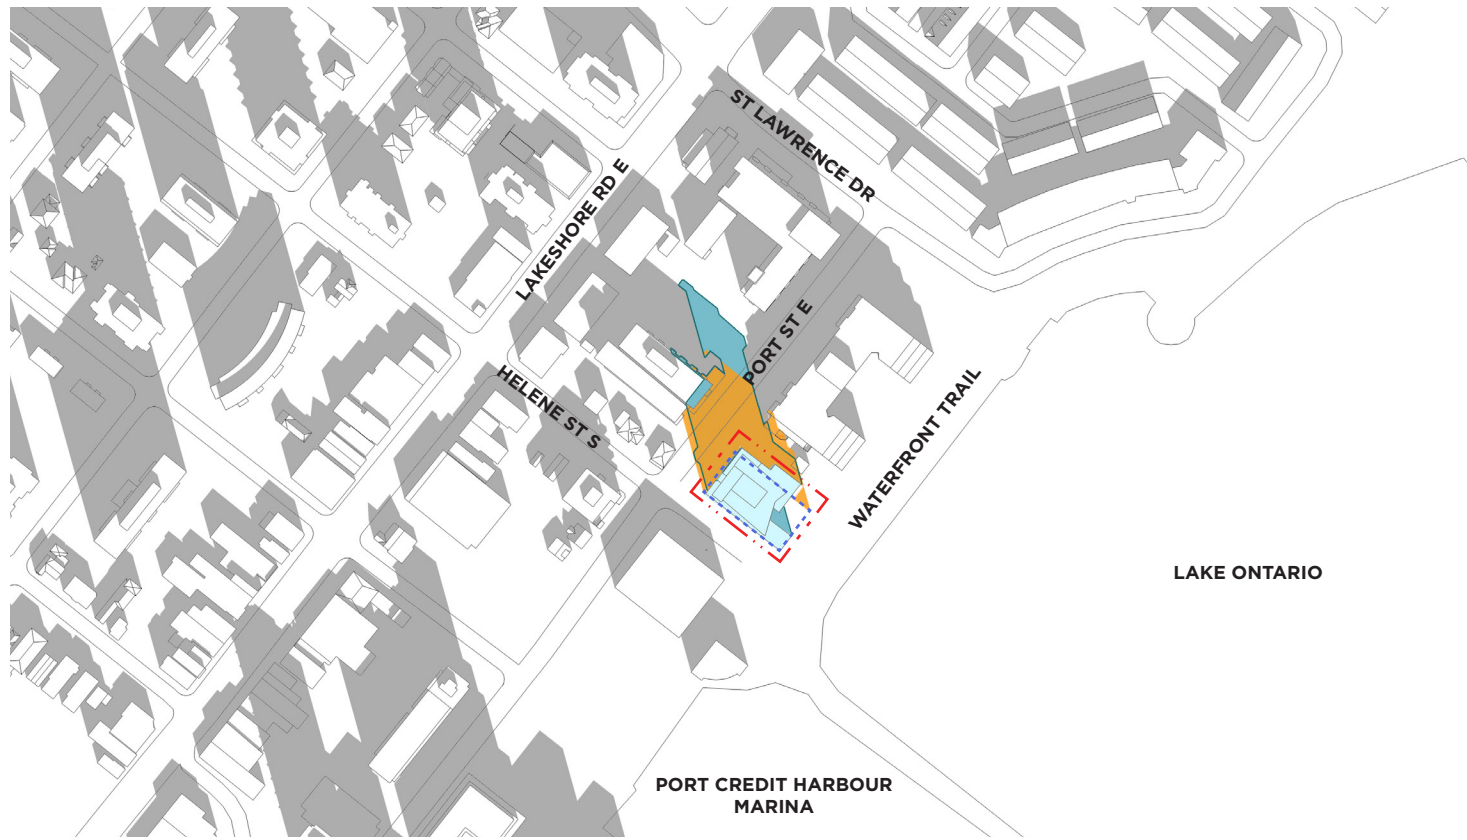 ST LAWRENCE DR
LAKESHORE RD E
PORT ST E
HELENE ST S
WATERFRONT TRAIL
LAKE ONTARIO
PORT CREDIT HARBOUR
MARINA